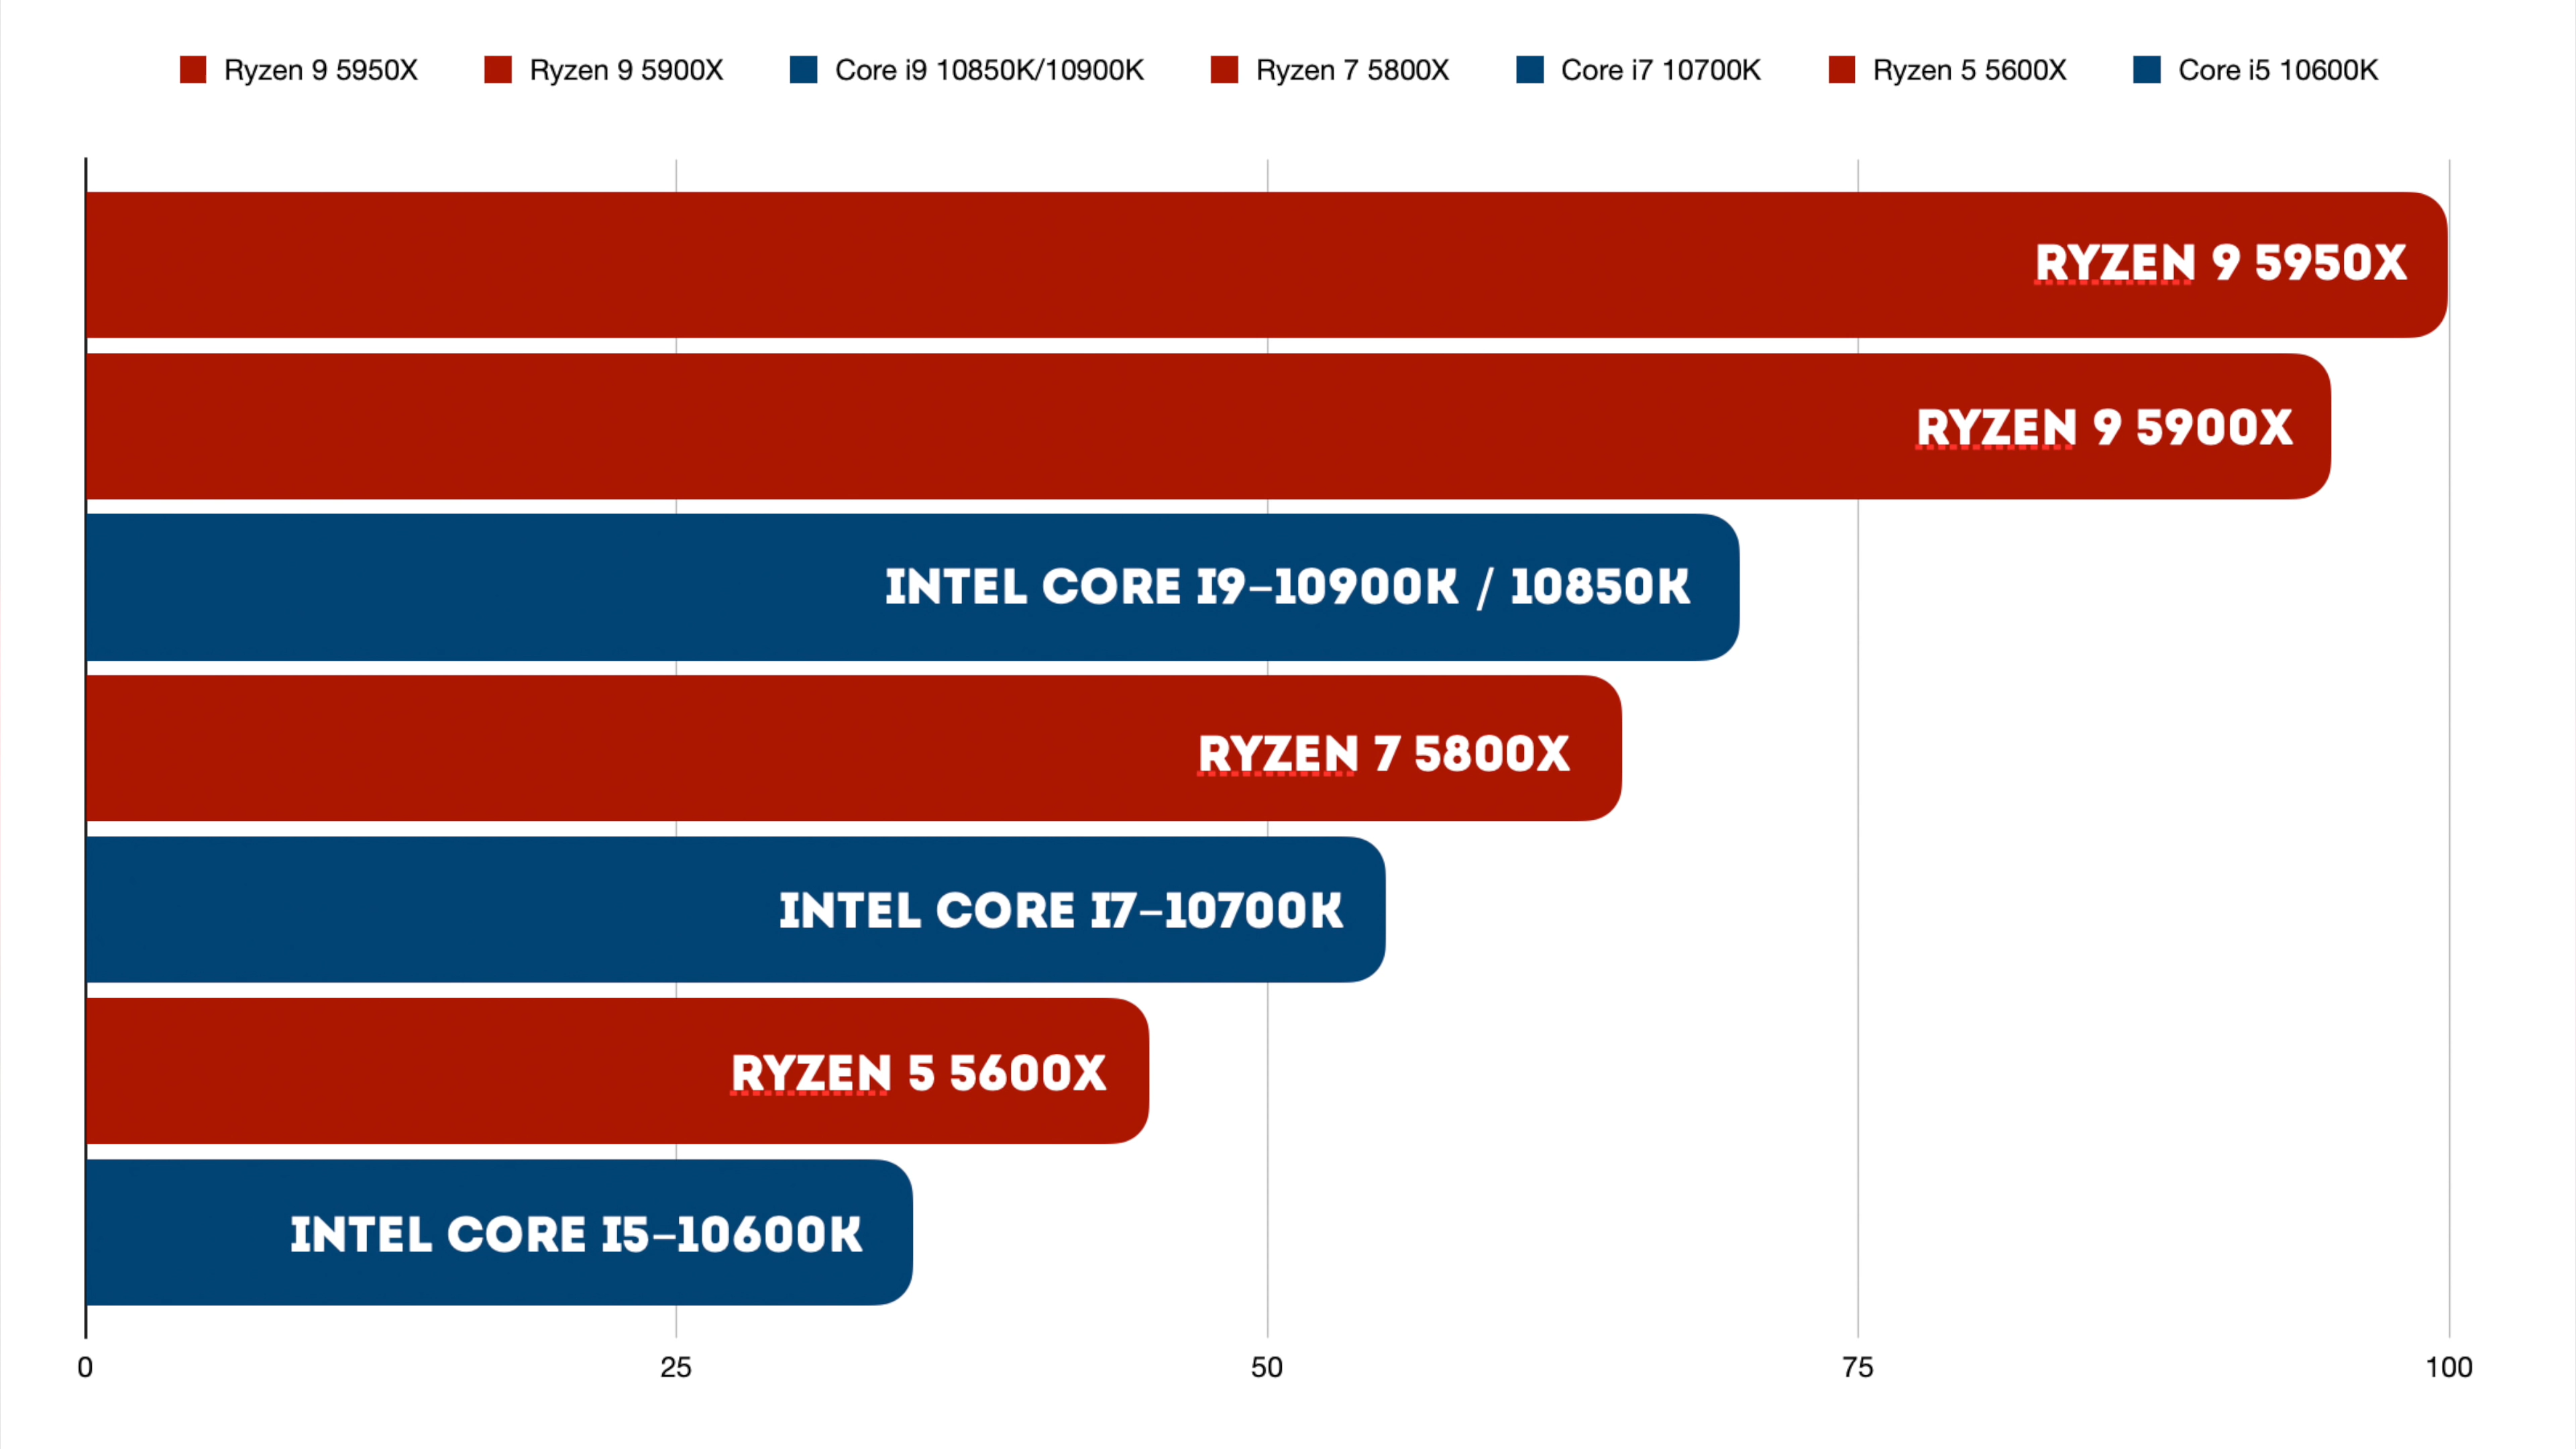 Ryzen 9 5950X Ryzen 9 5900X Core i9 10850K/10900K Ryzen 7 5800X Core i7 10700K Ryzen 5 5600X Core i5 10600K
RYZEN 9 5950X
RYZEN 9 5900X
INTEL CORE I9-10900K / 10850K
RYZEN 7 5800X
INTEL CORE I7-10700K
RYZEN 5 5600X
INTEL CORE I5-10600K
0 25 50 75 100